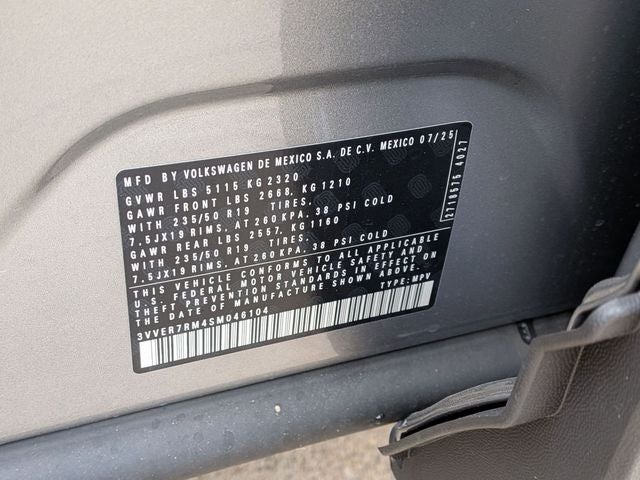 MFD BY VOLKSWAGEN DE MEXICO S.A. DE C.V. MEXICO 07/25
GVWR LBS 5115 KG 2320
GAWR FRONT LBS 2668, KG 1210
WITH 235/50 R19 TIRES.
7.5JX19 RIMS, AT 260 KPA, 38 PSI COLD
GAWR REAR LBS 2557, KG 1160
WITH 235/50 R19 TIRES.
7.5JX19 RIMS, AT 260 KPA, 38 PSI COLD
THIS VEHICLE CONFORMS TO ALL APPLICABLE
U.S. FEDERAL MOTOR VEHICLE SAFETY AND
THEFT PREVENTION STANDARDS IN EFFECT ON
THE DATE OF MANUFACTURE SHOWN ABOVE.
3VVER7RM4SM046104 TYPE: MPV
2718575 4027